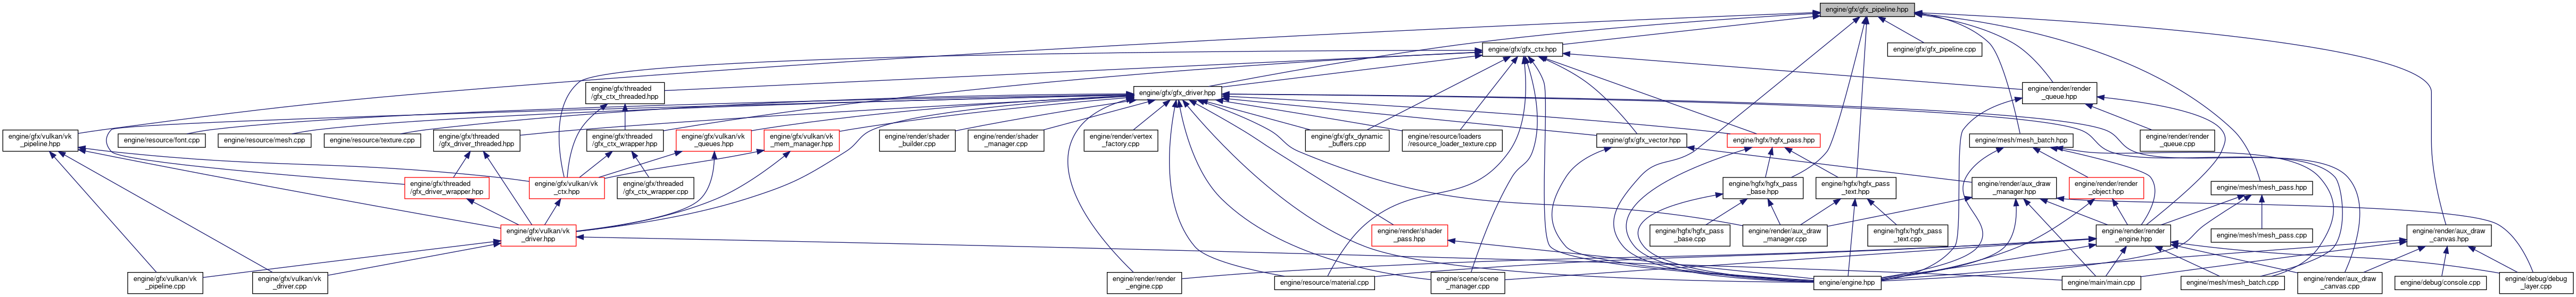 engine/gfx/gfx_pipeline.hpp
engine/gfx/gfx_ctx.hpp
engine/gfx/gfx_pipeline.cpp
engine/gfx/threaded
/gfx_ctx_threaded.hpp
engine/gfx/gfx_driver.hpp
engine/render/render
_queue.hpp
engine/gfx/vulkan/vk
_pipeline.hpp
engine/resource/font.cpp
engine/resource/mesh.cpp
engine/resource/texture.cpp
engine/gfx/threaded
/gfx_driver_threaded.hpp
engine/gfx/threaded
/gfx_ctx_wrapper.hpp
engine/gfx/vulkan/vk
_queues.hpp
engine/gfx/vulkan/vk
_mem_manager.hpp
engine/render/shader
_builder.cpp
engine/render/shader
_manager.cpp
engine/render/vertex
_factory.cpp
engine/gfx/gfx_dynamic
_buffers.cpp
engine/resource/loaders
/resource_loader_texture.cpp
engine/gfx/gfx_vector.hpp
engine/hgfx/hgfx_pass.hpp
engine/mesh/mesh_batch.hpp
engine/render/render
_queue.cpp
engine/gfx/threaded
/gfx_driver_wrapper.hpp
engine/gfx/vulkan/vk
_ctx.hpp
engine/gfx/threaded
/gfx_ctx_wrapper.cpp
engine/hgfx/hgfx_pass
_base.hpp
engine/hgfx/hgfx_pass
_text.hpp
engine/render/aux_draw
_manager.hpp
engine/render/render
_object.hpp
engine/mesh/mesh_pass.hpp
engine/gfx/vulkan/vk
_driver.hpp
engine/render/shader
_pass.hpp
engine/hgfx/hgfx_pass
_base.cpp
engine/render/aux_draw
_manager.cpp
engine/hgfx/hgfx_pass
_text.cpp
engine/render/render
_engine.hpp
engine/mesh/mesh_pass.cpp
engine/render/aux_draw
_canvas.hpp
engine/gfx/vulkan/vk
_pipeline.cpp
engine/gfx/vulkan/vk
_driver.cpp
engine/render/render
_engine.cpp
engine/resource/material.cpp
engine/scene/scene
_manager.cpp
engine/engine.hpp
engine/main/main.cpp
engine/mesh/mesh_batch.cpp
engine/render/aux_draw
_canvas.cpp
engine/debug/console.cpp
engine/debug/debug
_layer.cpp